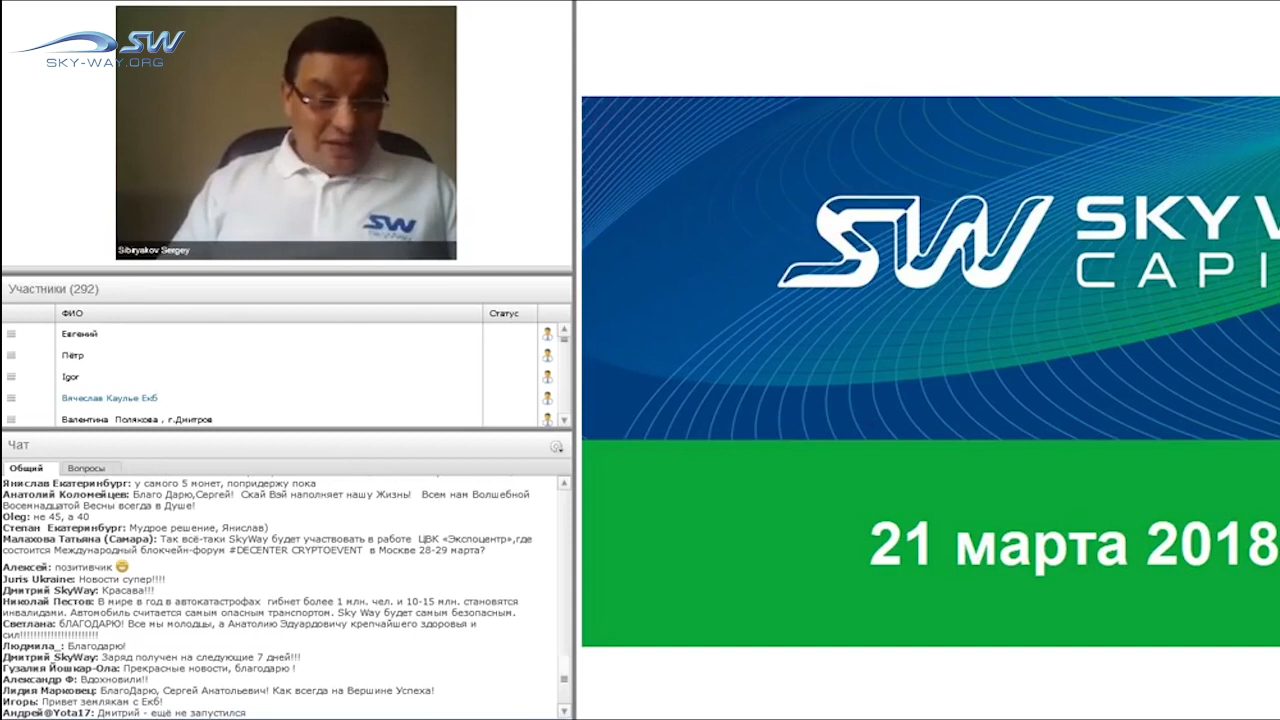 SW
SKY-WAY.ORG
SW
Sibiryakov Sergey
Участники (292)
ФИО
Статус
Евгений
Пётр
Igor
Вячеслав Каулье Екб
Валентина Полякова , г.Дмитров
Чат
Общий
Вопросы
Янислав Екатеринбург: у самого 5 монет, попридержу пока
Анатолий Коломейцев: Благо Дарю,Сергей! Скай Вэй наполняет нашу Жизнь! Всем нам Волшебной
Восемнадцатой Весны всегда в Душе!
Oleg: не 45, а 40
Степан Екатеринбург: Мудрое решение, Янислав)
Малахова Татьяна (Самара): Так всё-таки SkyWay будет участвовать в работе ЦВК «Экспоцентр»,где
состоится Международный блокчейн-форум #DECENTER CRYPTOEVENT в Москве 28-29 марта?
Алексей: позитивчик
Juris Ukraine: Новости супер!!!!
Дмитрий SkyWay: Красава!!!
Николай Пестов: В мире в год в автокатастрофах гибнет более 1 млн. чел. и 10-15 млн. становятся
инвалидами. Автомобиль считается самым опасным транспортом. Sky Way будет самым безопасным.
Светлана: бЛАГОДАРЮ! Все мы молодцы, а Анатолию Эдуардовичу крепчайшего здоровья и
сил!!!!!!!!!!!!!!!!!!!!!!!!
Людмила_: Благодарю!
Дмитрий SkyWay: Заряд получен на следующие 7 дней!!!
Гузалия Йошкар-Ола: Прекрасные новости, благодарю !
Александр Ф: Вдохновили!!
Лидия Марковец: БлагоДарю, Сергей Анатольевич! Как всегда на Вершине Успеха!
Игорь: Привет землякам с Екб!
Андрей@Yota17: Дмитрий - ещё не запустился
SW SKY
CAPI
21 марта 2018